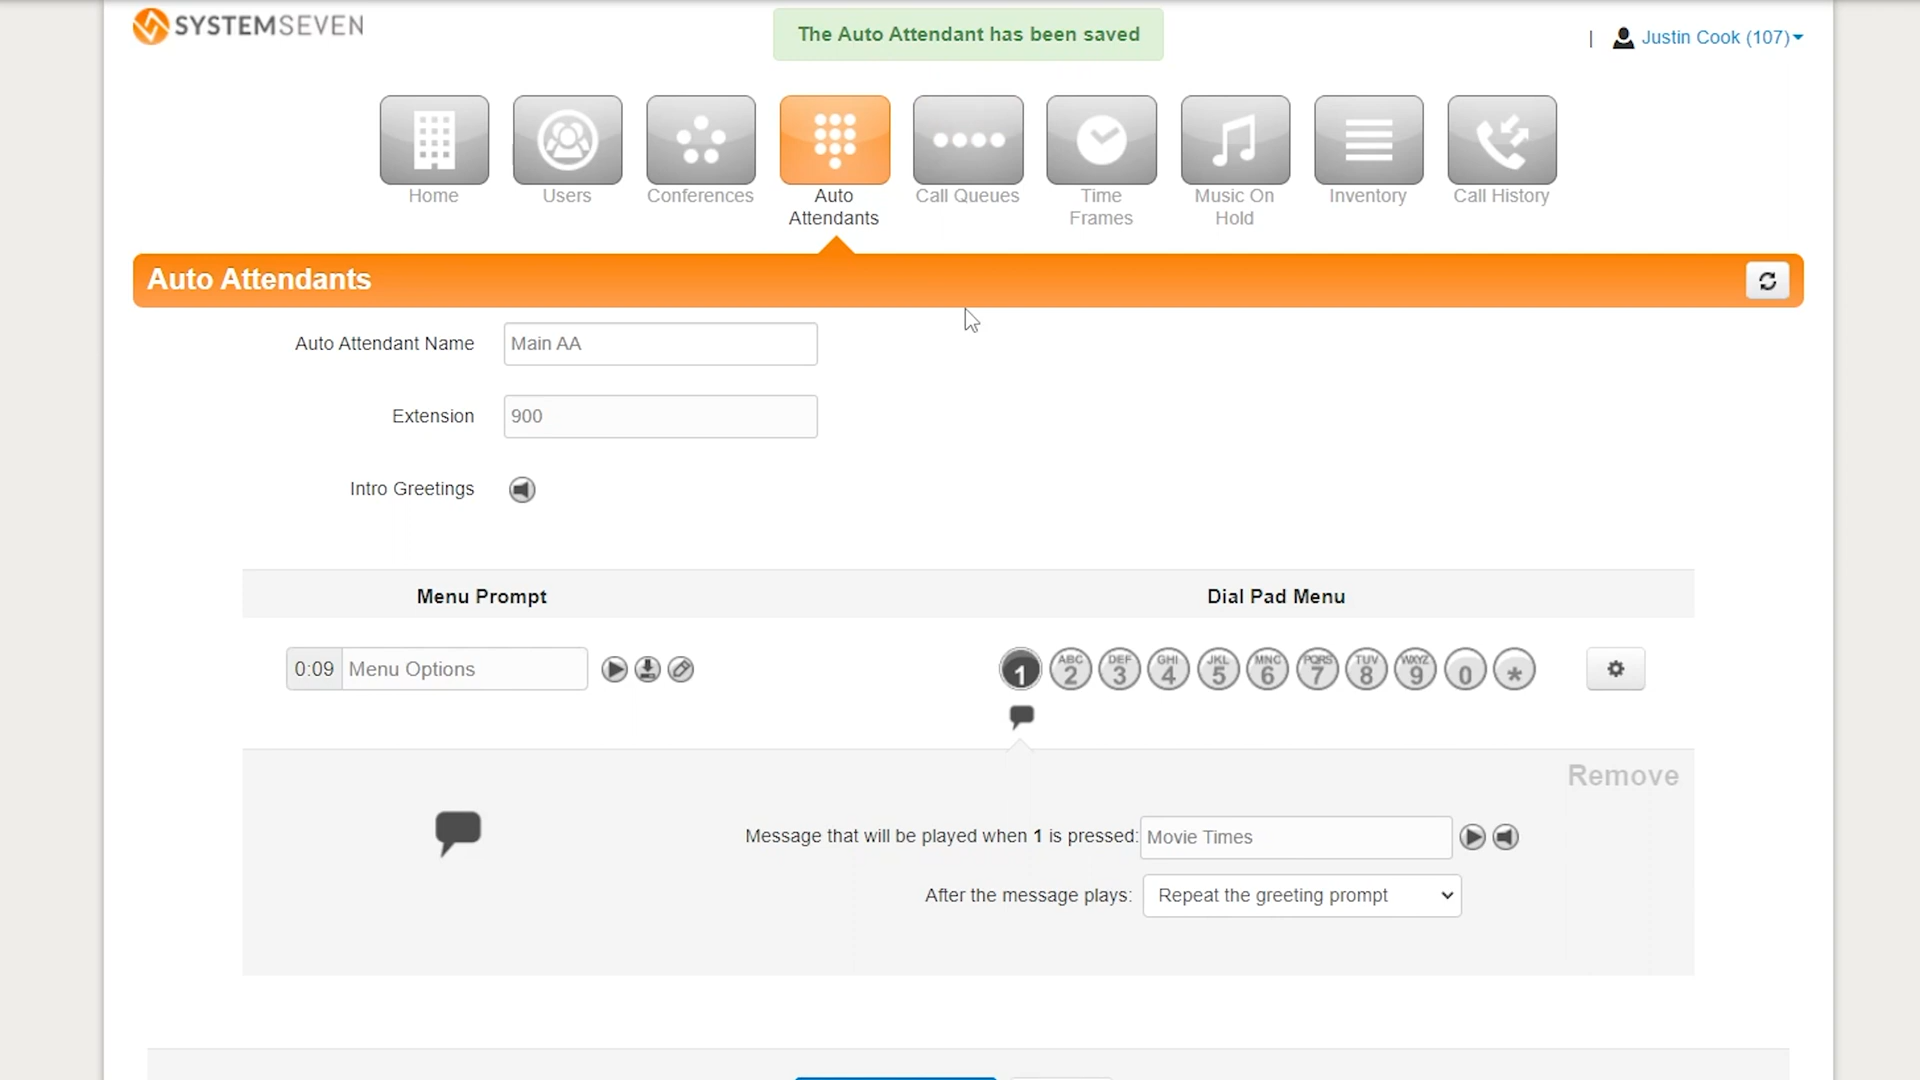 SYSTEMSEVEN
The Auto Attendant has been saved
| Justin Cook (107)
Home
Users
Conferences
Auto Attendants
Call Queues
Time Frames
Music On Hold
Inventory
Call History
Auto Attendants
Auto Attendant Name Main AA
Extension 900
Intro Greetings
Menu Prompt Dial Pad Menu
0:09 Menu Options
1
ABC 2
DEF 3
GHI 4
JKL 5
MNC 6
PQRS 7
TUV 8
WXYZ 9
0
*
Remove
Message that will be played when 1 is pressed: Movie Times
After the message plays: Repeat the greeting prompt